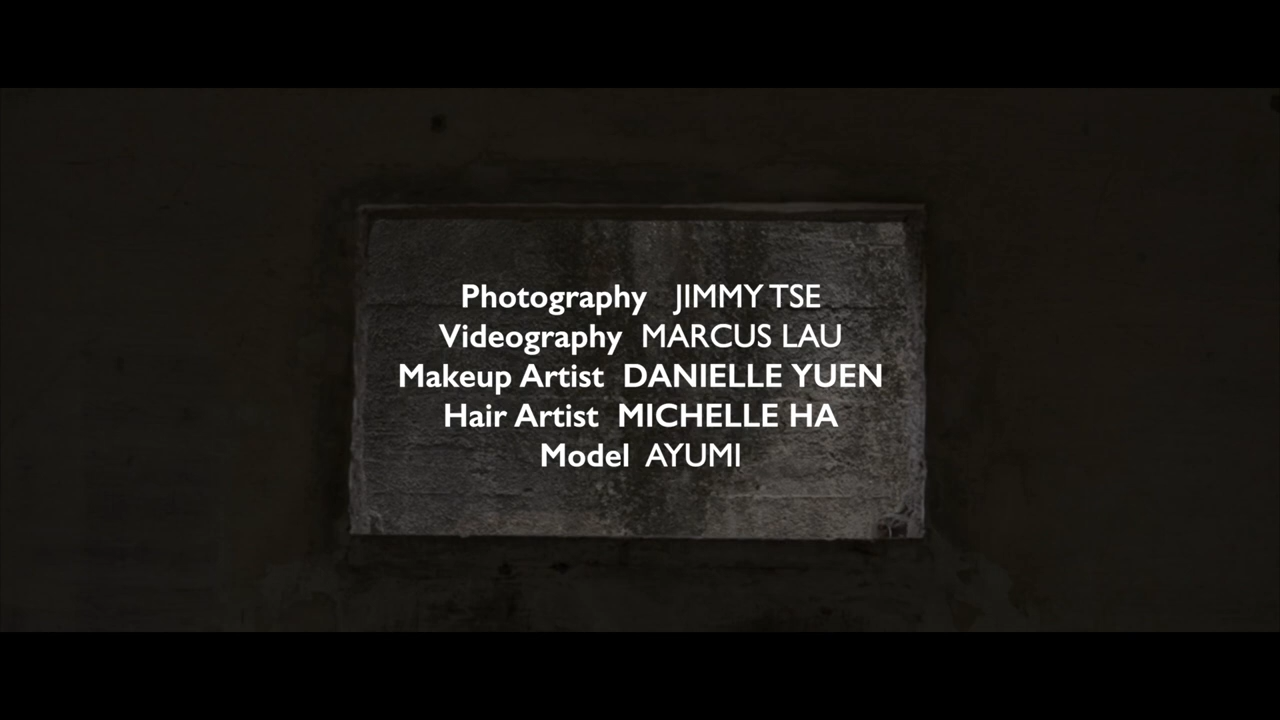 Photography JIMMY TSE
Videography MARCUS LAU
Makeup Artist DANIELLE YUEN
Hair Artist MICHELLE HA
Model AYUMI